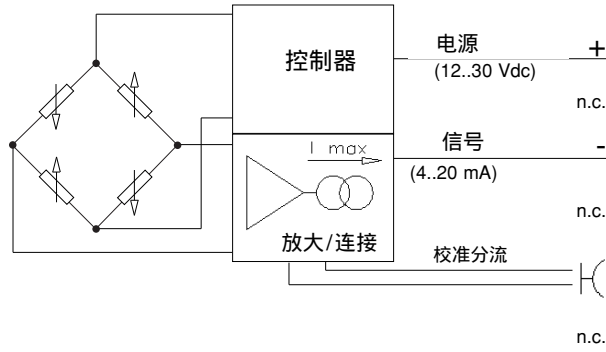 控制器
电源 +
(12..30 Vdc)
n.c.
I max
信号 -
(4..20 mA)
n.c.
放大/连接
校准分流
n.c.